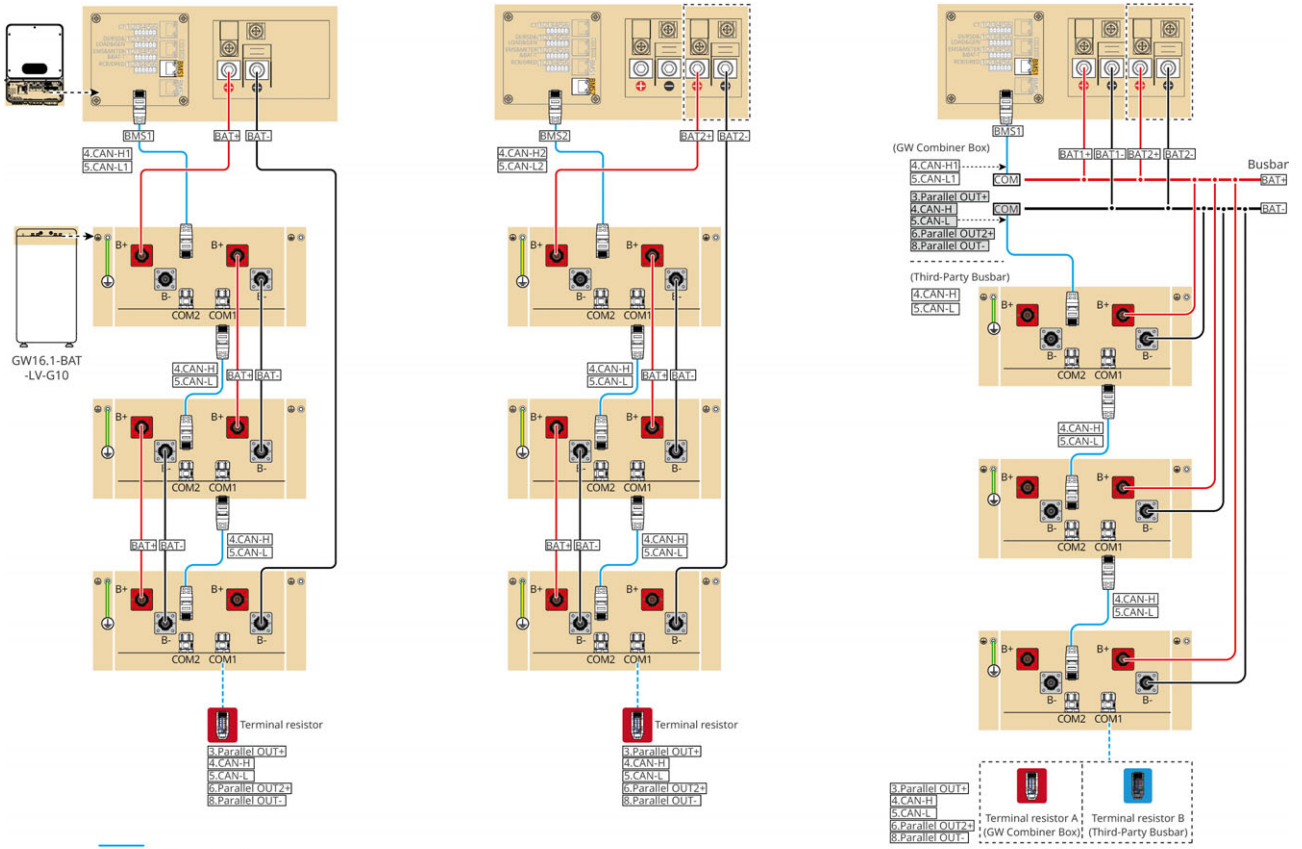 BMS1
BAT+
BAT-
4.CAN-H1
5.CAN-L1
B+
B+
B-
B-
COM2
COM1
GW16.1-BAT
-LV-G10
4.CAN-H
5.CAN-L
BAT+
BAT-
B+
B+
B-
B-
COM2
COM1
BAT+
BAT-
4.CAN-H
5.CAN-L
B+
B+
B-
B-
COM2
COM1
Terminal resistor
3.Parallel OUT+
4.CAN-H
5.CAN-L
6.Parallel OUT2+
8.Parallel OUT-
BMS2
BAT2+
BAT2-
4.CAN-H2
5.CAN-L2
B+
B+
B-
B-
COM2
COM1
4.CAN-H
5.CAN-L
BAT+
BAT-
B+
B+
B-
B-
COM2
COM1
BAT+
BAT-
4.CAN-H
5.CAN-L
B+
B+
B-
B-
COM2
COM1
Terminal resistor
3.Parallel OUT+
4.CAN-H
5.CAN-L
6.Parallel OUT2+
8.Parallel OUT-
BMS1
(GW Combiner Box)
BAT1+
BAT1-
BAT2+
BAT2-
4.CAN-H1
5.CAN-L1
COM
Busbar
BAT+
3.Parallel OUT+
4.CAN-H
5.CAN-L
6.Parallel OUT2+
8.Parallel OUT-
COM
BAT-
(Third-Party Busbar)
4.CAN-H
5.CAN-L
B+
B+
B-
B-
COM2
COM1
4.CAN-H
5.CAN-L
B+
B+
B-
B-
COM2
COM1
4.CAN-H
5.CAN-L
B+
B+
B-
B-
COM2
COM1
3.Parallel OUT+
4.CAN-H
5.CAN-L
6.Parallel OUT2+
8.Parallel OUT-
Terminal resistor A
(GW Combiner Box)
Terminal resistor B
(Third-Party Busbar)